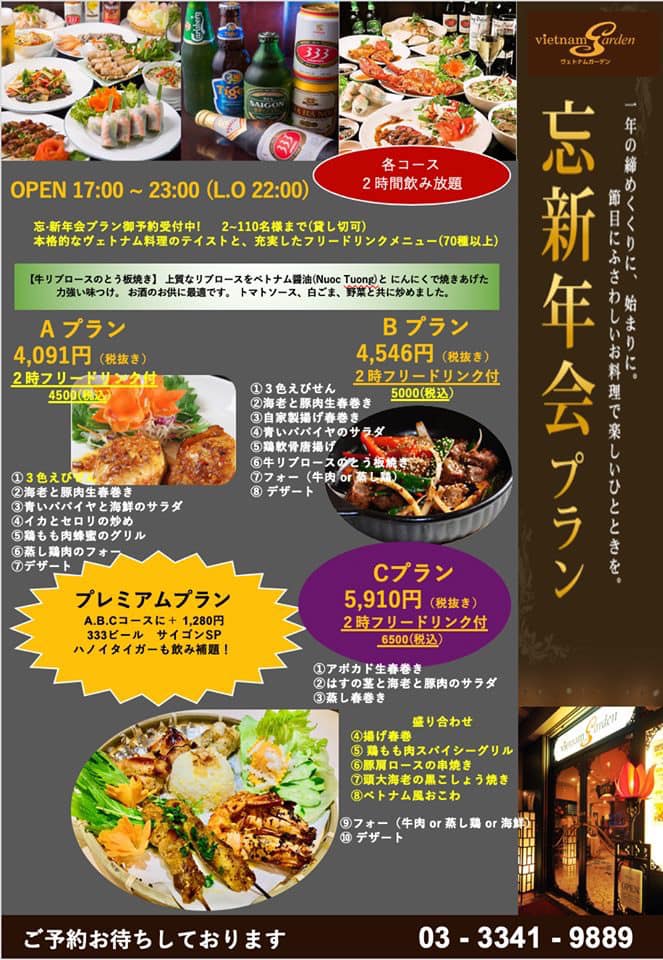 vietnam Garden
ヴェトナムガーデン
忘新年会プラン
一年の締めくくりに、始まりに。
節目にふさわしいお料理で楽しいひとときを。
各コース
2時間飲み放題
OPEN 17:00 ~ 23:00 (L.O 22:00)
忘・新年会プラン御予約受付中! 2~110名様まで(貸し切可)
本格的なヴェトナム料理のテイストと、充実したフリードリンクメニュー(70種以上)
【牛リブロースのとう板焼き】 上質なリブロースをベトナム醤油(Nuoc Tuong)と にんにくで焼きあげた
力強い味つけ。 お酒のお供に最適です。 トマトソース、白ごま、野菜と共に炒めました。
A プラン
4,091円（税抜き）
2時フリードリンク付
4500(税込)
①３色えびせん
②海老と豚肉生春巻き
③青いパパイヤと海鮮のサラダ
④イカとセロリの炒め
⑤鶏もも肉蜂蜜のグリル
⑥蒸し鶏肉のフォー
⑦デザート
B プラン
4,546円（税抜き）
2時フリードリンク付
5000(税込)
①３色えびせん
②海老と豚肉生春巻き
③自家製揚げ春巻き
④青いパパイヤのサラダ
⑤鶏軟骨唐揚げ
⑥牛リブロースのとう板焼き
⑦フォー（牛肉 or 蒸し鶏）
⑧ デザート
プレミアムプラン
A.B.Cコースに＋ 1,280円
333ビール サイゴンSP
ハノイタイガーも飲み補題！
Cプラン
5,910円（税抜き）
2時フリードリンク付
6500(税込)
①アボカド生春巻き
②はすの茎と海老と豚肉のサラダ
③蒸し春巻き
盛り合わせ
④揚げ春巻
⑤ 鶏もも肉スパイシーグリル
⑥豚肩ロースの串焼き
⑦頭大海老の黒こしょう焼き
⑧ベトナム風おこわ
⑨フォー（牛肉 or 蒸し鶏 or 海鮮）
⑩ デザート
vietnam Garden
OPEN
ご予約お待ちしております
03 - 3341 - 9889